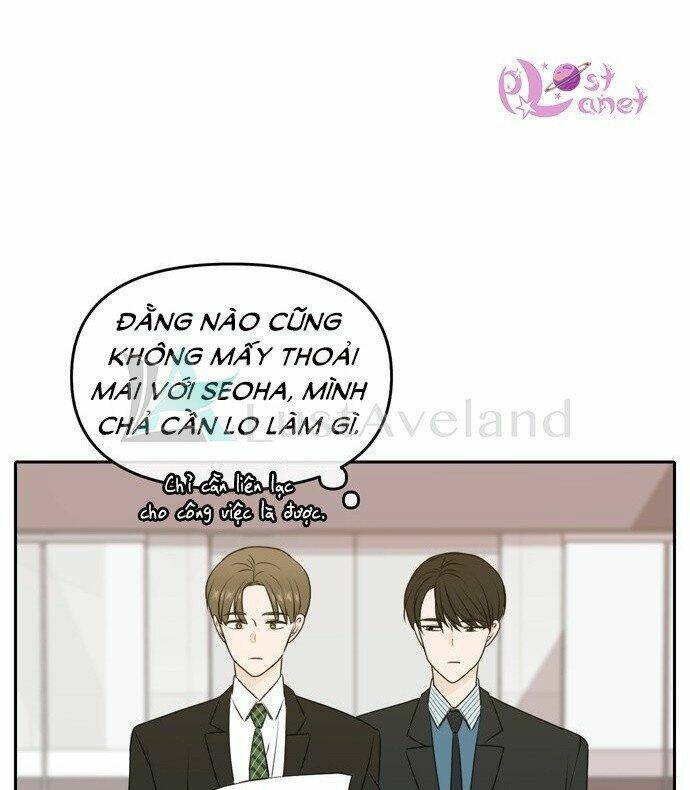 Lost
Planet
ĐẰNG NÀO CŨNG
KHÔNG MẤY THOẢI
MÁI VỚI SEOHA, MÌNH
CHẢ CẦN LO LÀM GÌ.
LustAveland
Chỉ cần liên lạc
cho công việc là được.